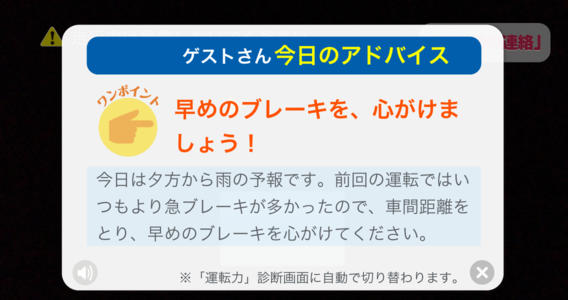 連絡」
ゲストさん 今日のアドバイス
ワンポイント
早めのブレーキを、心がけま
しょう！
今日は夕方から雨の予報です。前回の運転ではい
つもより急ブレーキが多かったので、車間距離を
とり、早めのブレーキを心がけてください。
※「運転力」診断画面に自動で切り替わります。